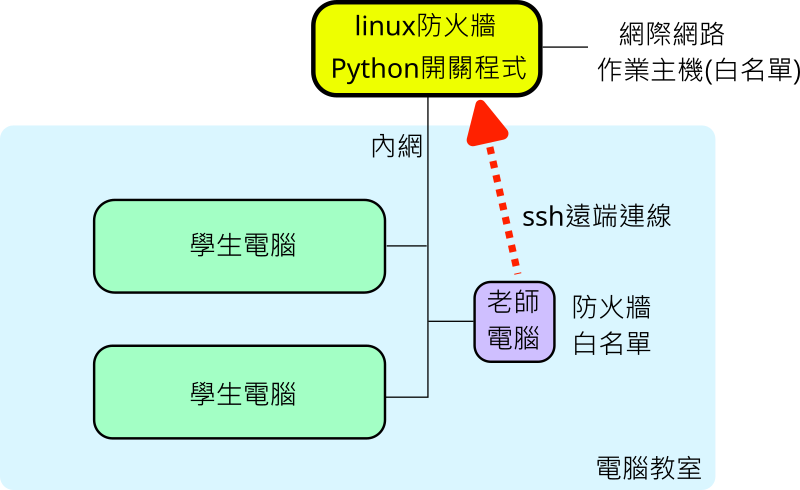 linux防火牆
Python開關程式
網際網路
作業主機(白名單)
內網
ssh遠端連線
學生電腦
老師
電腦
防火牆
白名單
學生電腦
電腦教室